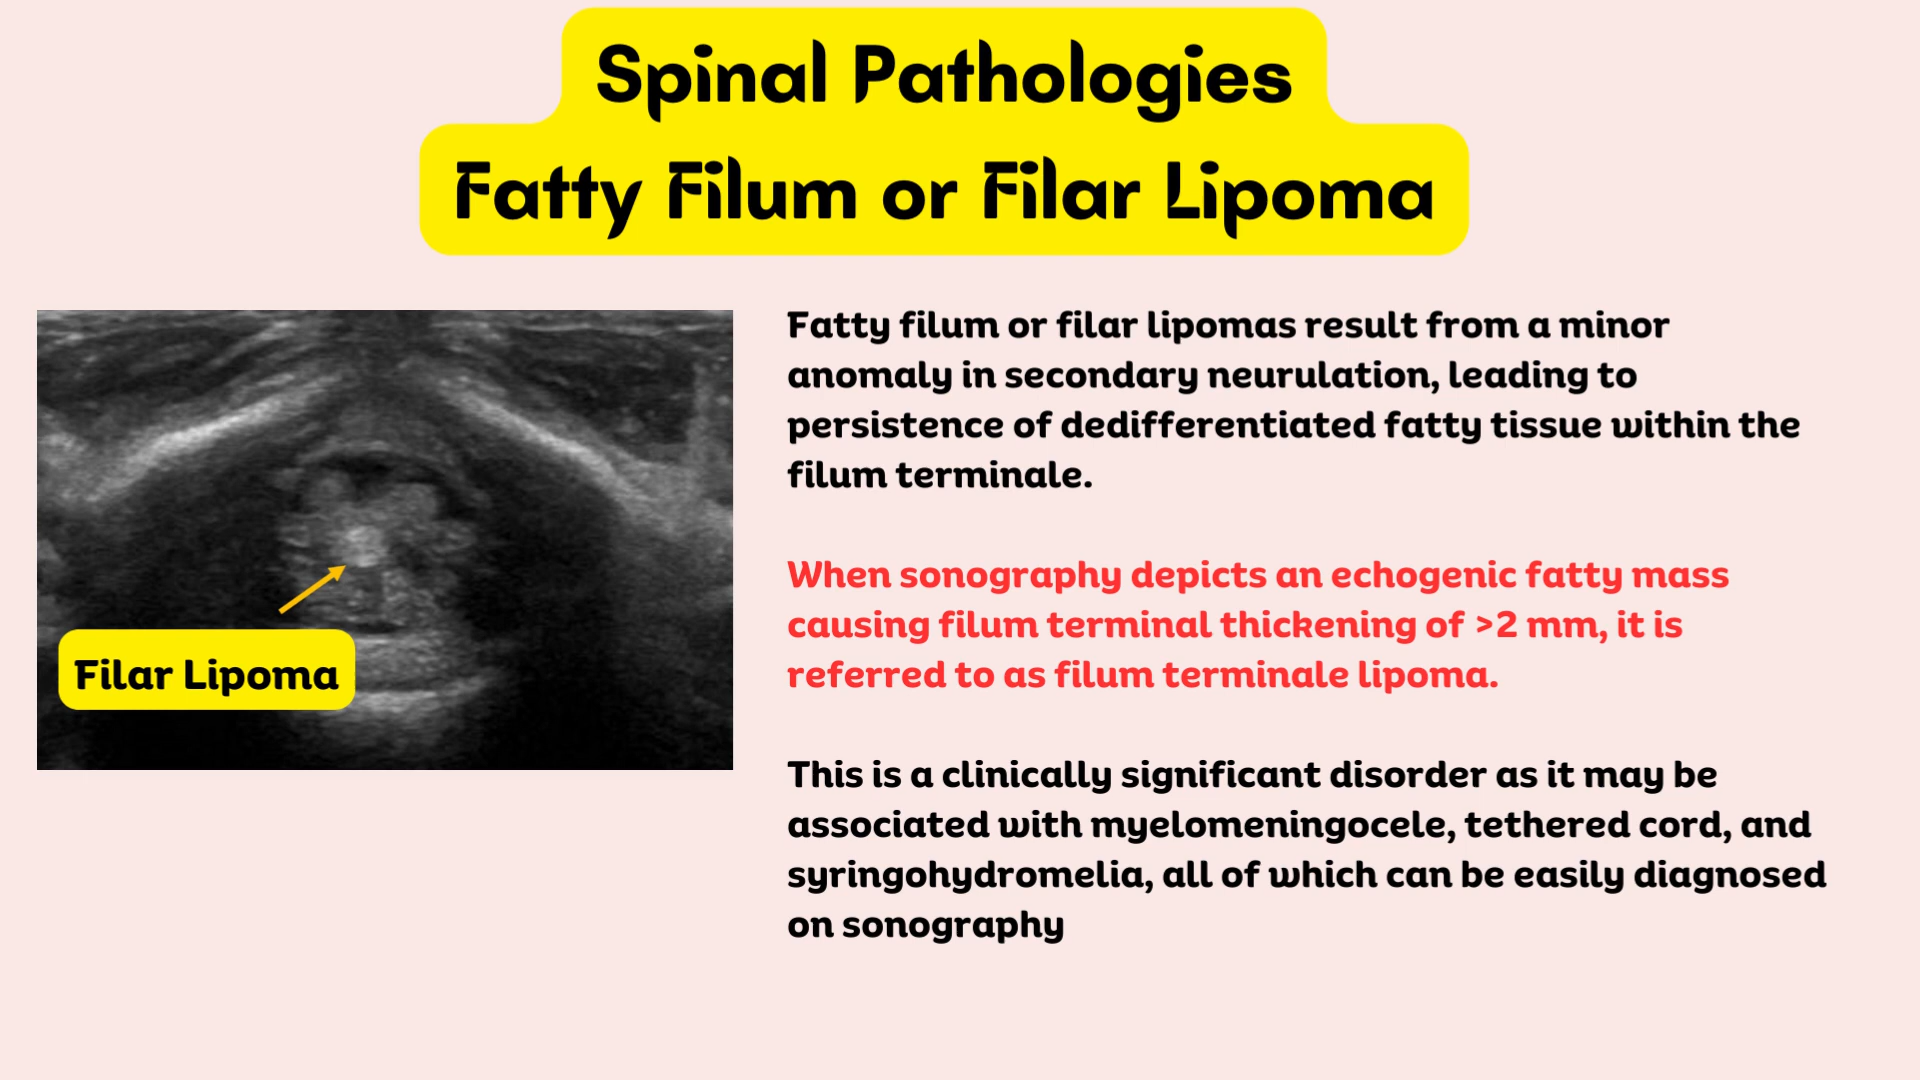 Spinal Pathologies
Fatty Filum or Filar Lipoma
Fatty filum or filar lipomas result from a minor
anomaly in secondary neurulation, leading to
persistence of dedifferentiated fatty tissue within the
filum terminale.
When sonography depicts an echogenic fatty mass
causing filum terminal thickening of >2 mm, it is
referred to as filum terminale lipoma.
This is a clinically significant disorder as it may be
associated with myelomeningocele, tethered cord, and
syringohydromelia, all of which can be easily diagnosed
on sonography
Filar Lipoma